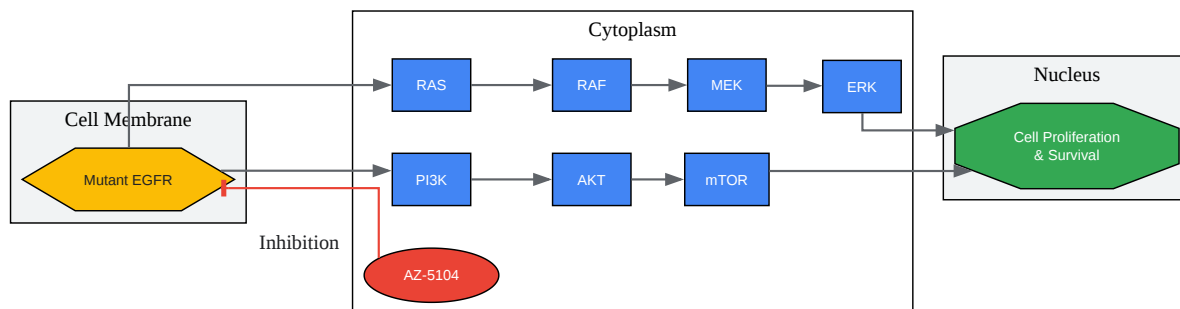 Cytoplasm
Nucleus
Cell Membrane
RAS
RAF
MEK
ERK
Cell Proliferation
& Survival
Mutant EGFR
PI3K
AKT
mTOR
Inhibition
AZ-5104